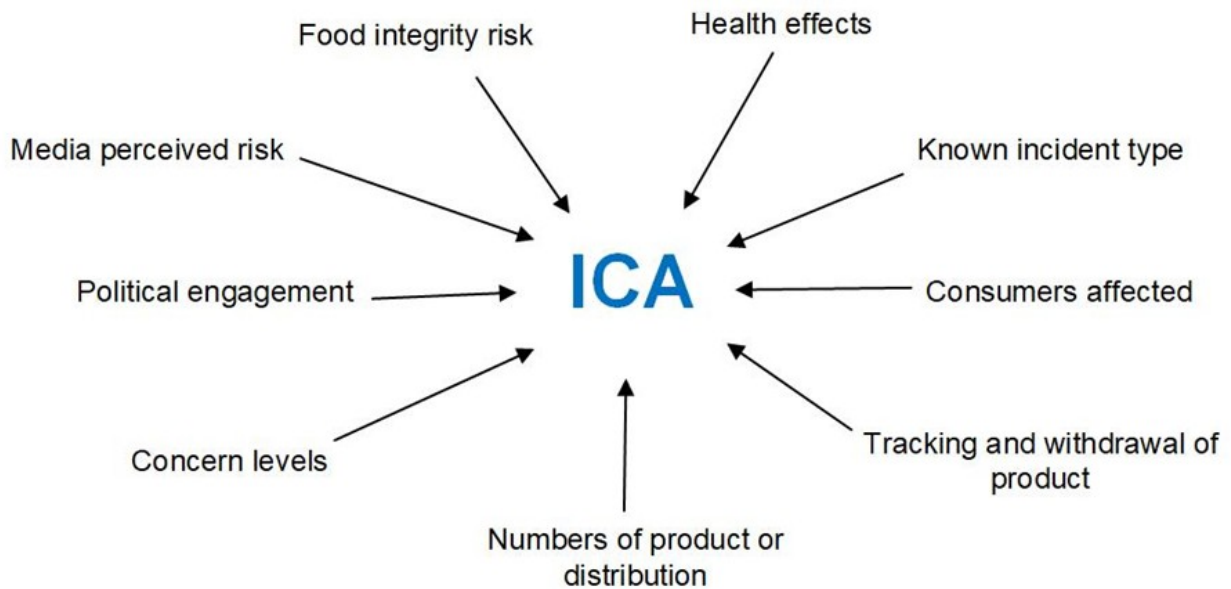 Food integrity risk
Health effects
Media perceived risk
Known incident type
ICA
Political engagement
Consumers affected
Concern levels
Tracking and withdrawal of
product
Numbers of product or
distribution